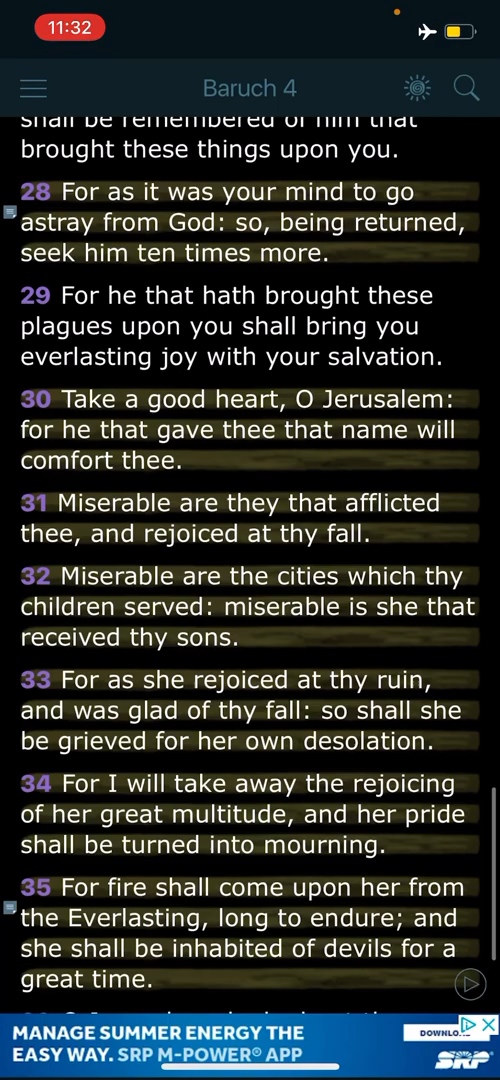 11:32
Baruch 4
shall be remembered of him that
brought these things upon you.
28 For as it was your mind to go
astray from God: so, being returned,
seek him ten times more.
29 For he that hath brought these
plagues upon you shall bring you
everlasting joy with your salvation.
30 Take a good heart, O Jerusalem:
for he that gave thee that name will
comfort thee.
31 Miserable are they that afflicted
thee, and rejoiced at thy fall.
32 Miserable are the cities which thy
children served: miserable is she that
received thy sons.
33 For as she rejoiced at thy ruin,
and was glad of thy fall: so shall she
be grieved for her own desolation.
34 For I will take away the rejoicing
of her great multitude, and her pride
shall be turned into mourning.
35 For fire shall come upon her from
the Everlasting, long to endure; and
she shall be inhabited of devils for a
great time.
MANAGE SUMMER ENERGY THE
EASY WAY. SRP M-POWER® APP
DOWNLO
SRP